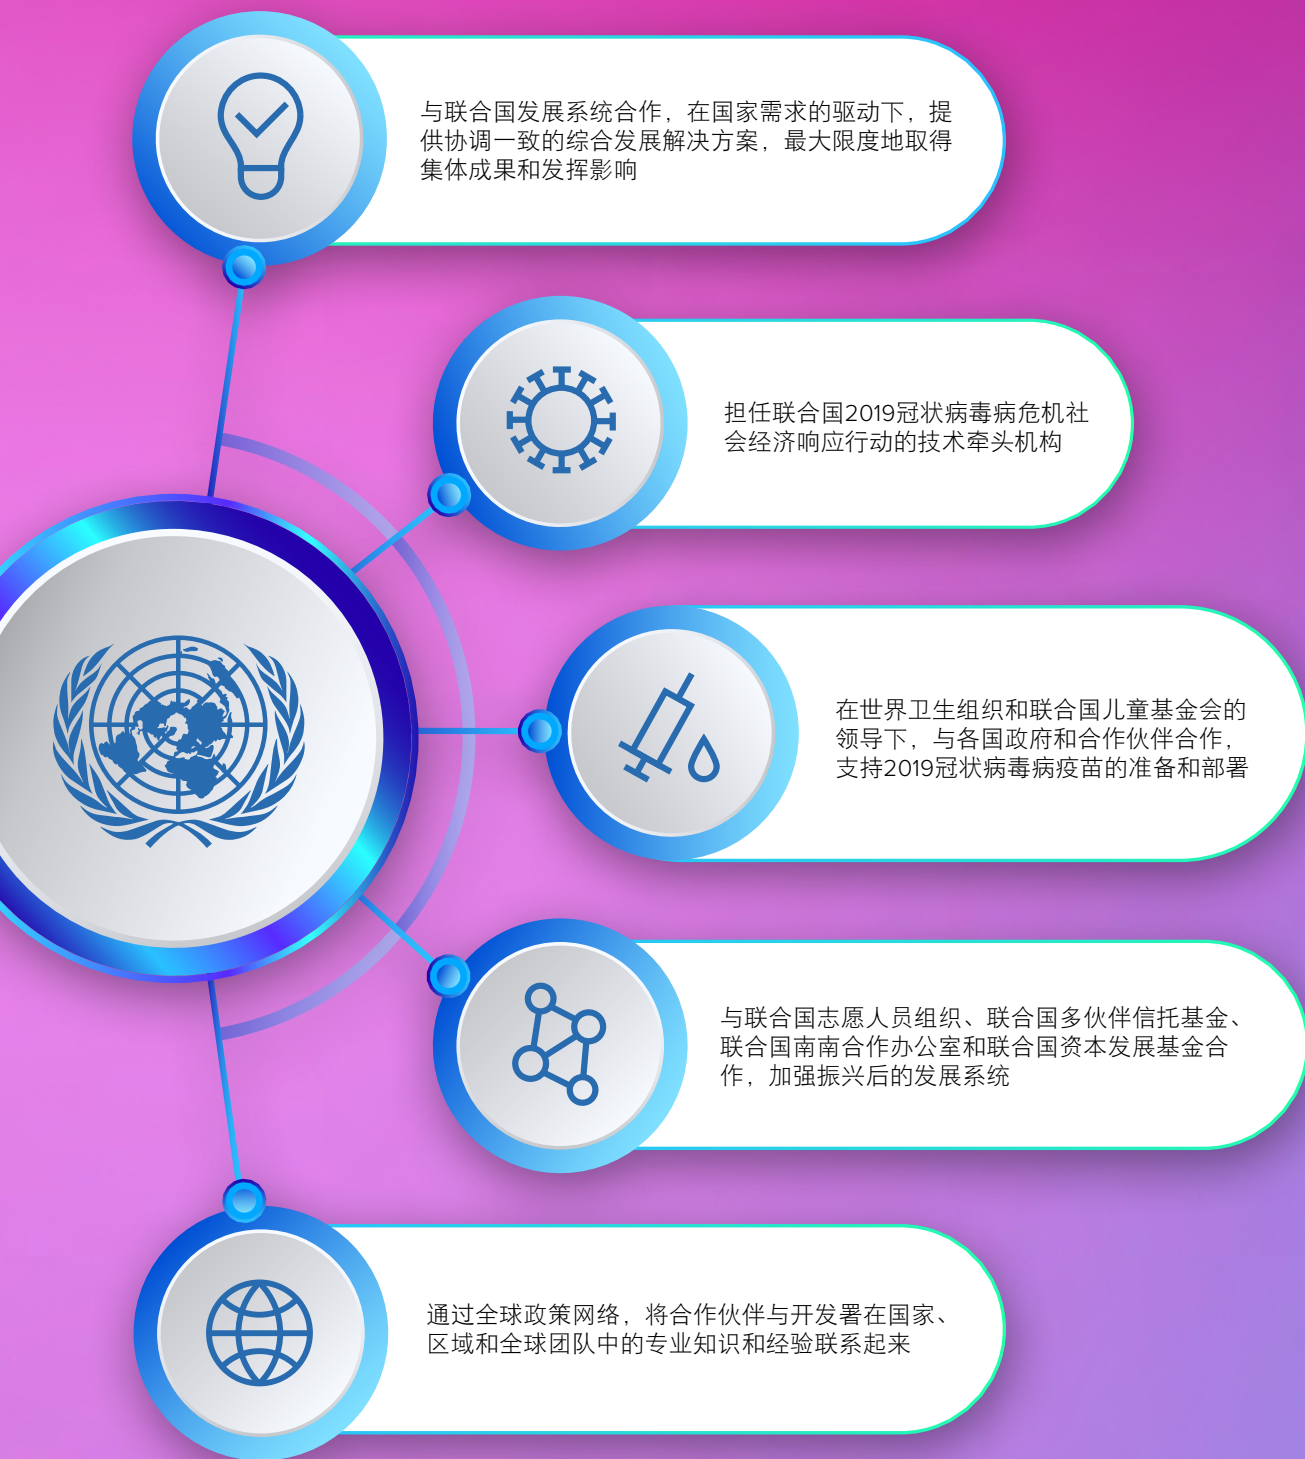 与联合国发展系统合作，在国家需求的驱动下，提
供协调一致的综合发展解决方案，最大限度地取得
集体成果和发挥影响
担任联合国2019冠状病毒病危机社
会经济响应行动的技术牵头机构
在世界卫生组织和联合国儿童基金会的
领导下，与各国政府和合作伙伴合作，
支持2019冠状病毒病疫苗的准备和部署
与联合国志愿人员组织、联合国多伙伴信托基金、
联合国南南合作办公室和联合国资本发展基金合
作，加强振兴后的发展系统
通过全球政策网络，将合作伙伴与开发署在国家、
区域和全球团队中的专业知识和经验联系起来